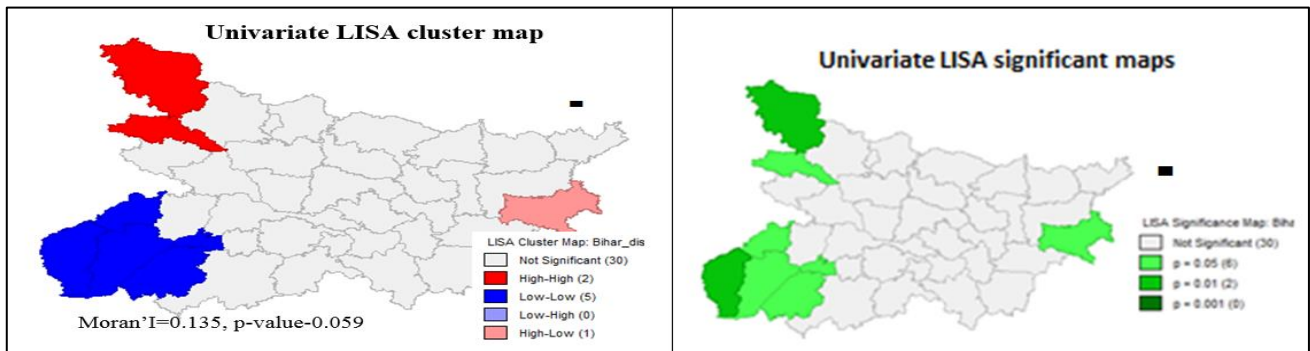 Univariate LISA cluster map
LISA Cluster Map: Bihar_dis
Not Significant (30)
High-High (2)
Low-Low (5)
Low-High (0)
High-Low (1)
Moran'I=0.135, p-value-0.059
Univariate LISA significant maps
LISA Significance Map: Biha
Not Significant (30)
p = 0.05 (6)
p = 0.01 (2)
p = 0.001 (0)